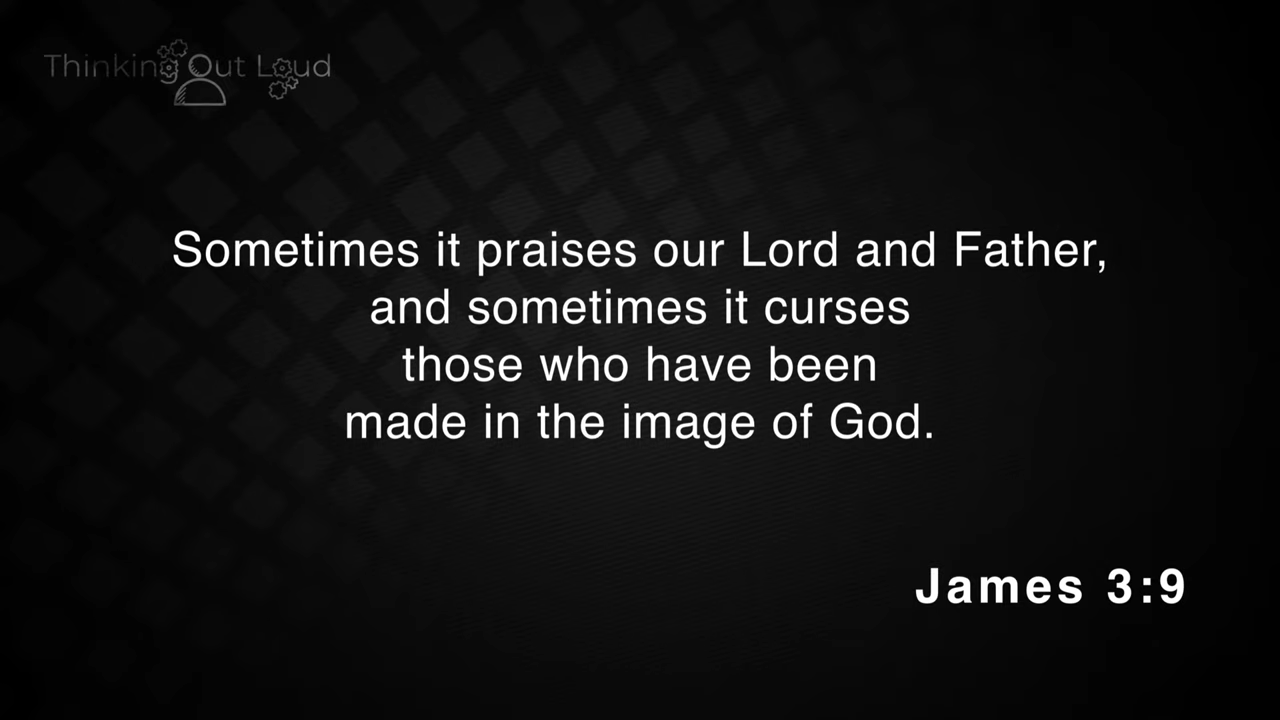 Thinking Out Loud
Sometimes it praises our Lord and Father,
and sometimes it curses
those who have been
made in the image of God.
James 3:9